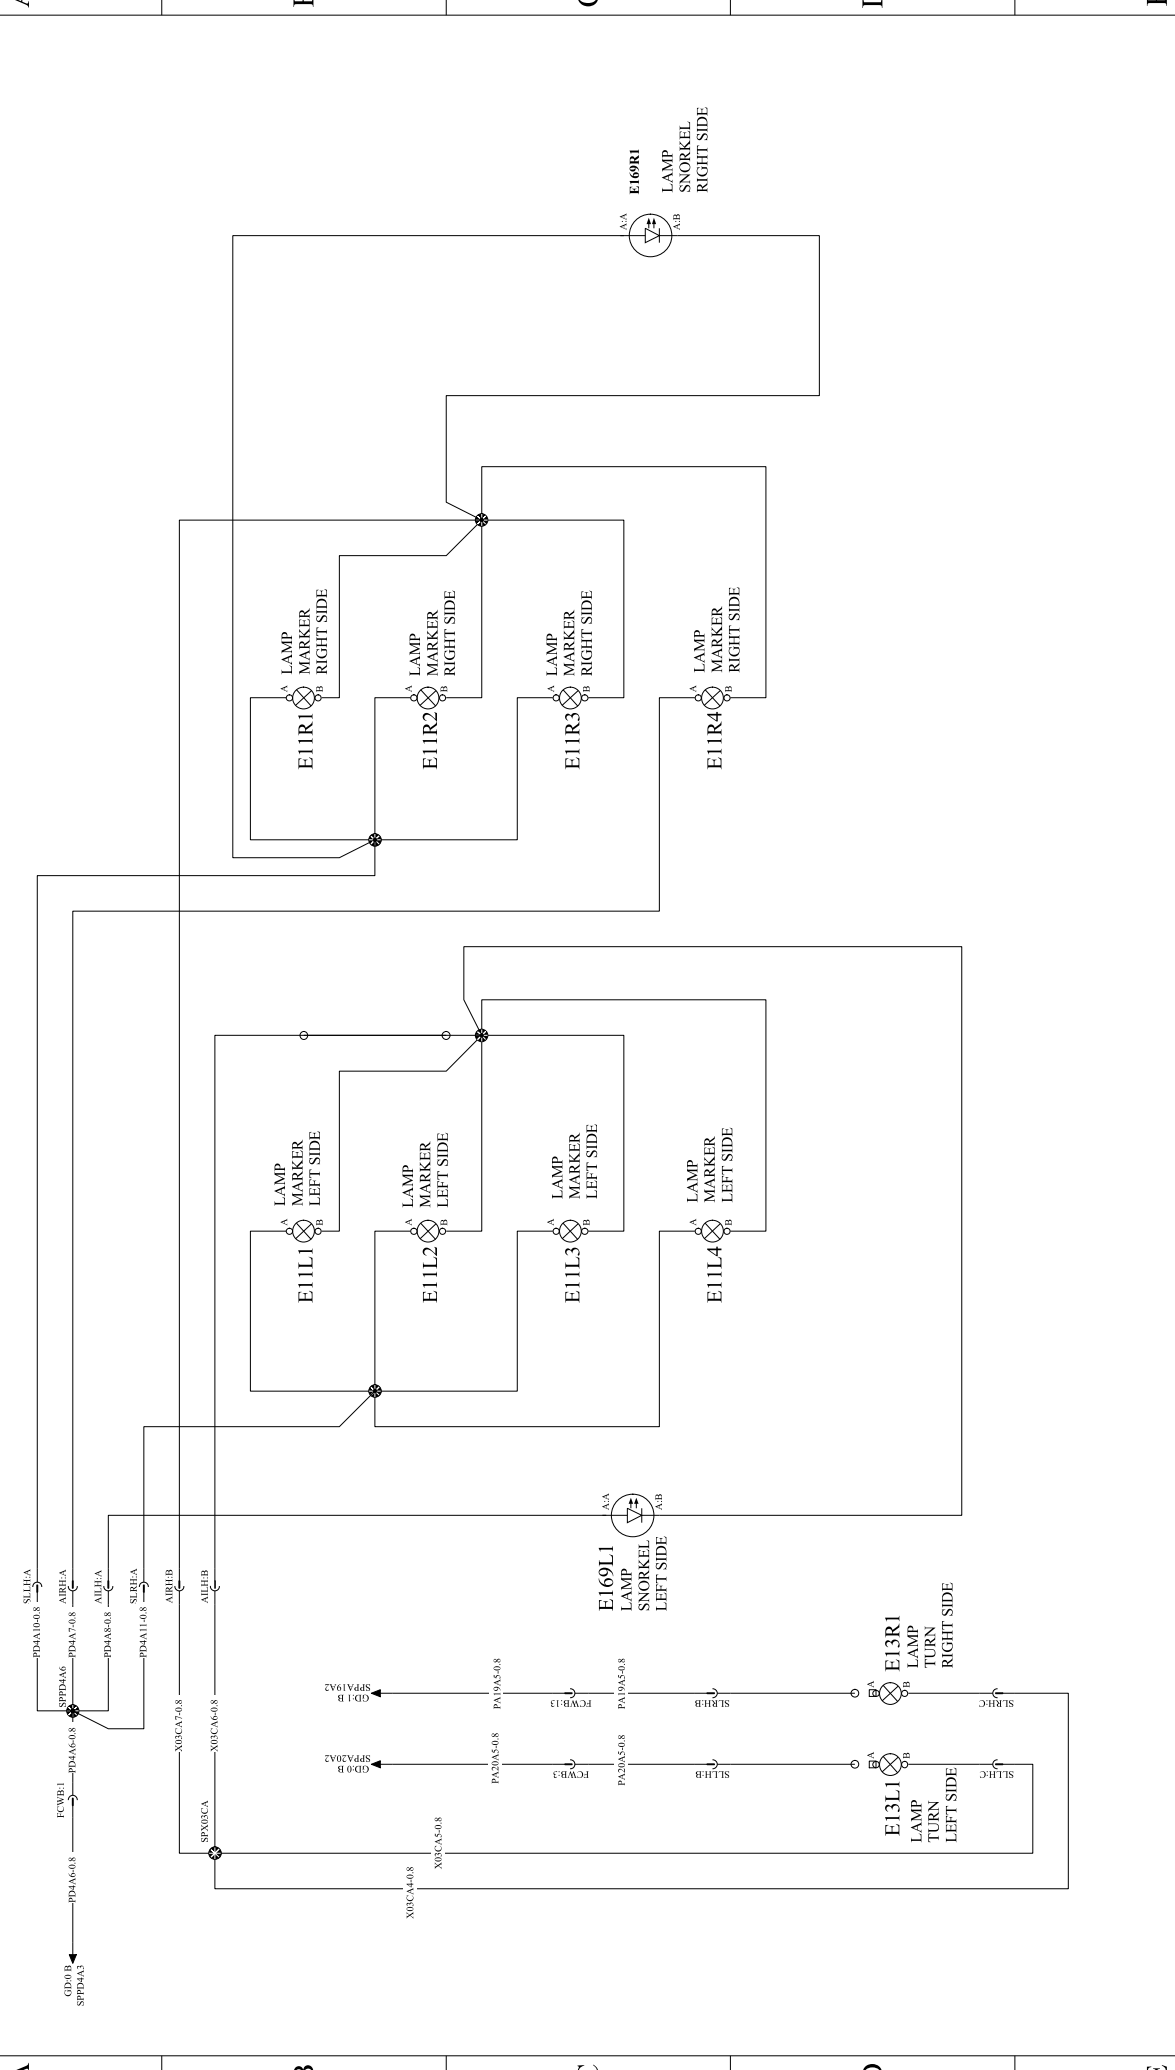 E169R1
LAMP
SNORKEL
RIGHT SIDE
A:A
A:B
LAMP
MARKER
RIGHT SIDE
A
B
E11R1
LAMP
MARKER
RIGHT SIDE
A
B
E11R2
LAMP
MARKER
RIGHT SIDE
A
B
E11R3
LAMP
MARKER
RIGHT SIDE
A
B
E11R4
LAMP
MARKER
LEFT SIDE
A
B
E11L1
LAMP
MARKER
LEFT SIDE
A
B
E11L2
LAMP
MARKER
LEFT SIDE
A
B
E11L3
LAMP
MARKER
LEFT SIDE
A
B
E11L4
A:A
A:B
E169L1
LAMP
SNORKEL
LEFT SIDE
SLLH:A
AIRH:A
AILH:A
SLRH:A
AIRH:B
AILH:B
PD4A10-0.8
PD4A7-0.8
PD4A8-0.8
PD4A11-0.8
SPPD4A6
PD4A6-0.8
FCWB:1
PD4A6-0.8
GD:0 B
SPPD4A3
X03CA7-0.8
X03CA6-0.8
SPX03CA
X03CA5-0.8
X03CA4-0.8
GD:1 B
SPPA19A2
PA19A5-0.8
FCWB:13
PA19A5-0.8
SLRH:B
A
B
E13R1
LAMP
TURN
RIGHT SIDE
SLRH:C
GD:0 B
SPPA20A2
PA20A5-0.8
FCWB:3
PA20A5-0.8
SLLH:B
A
B
E13L1
LAMP
TURN
LEFT SIDE
SLLH:C
B